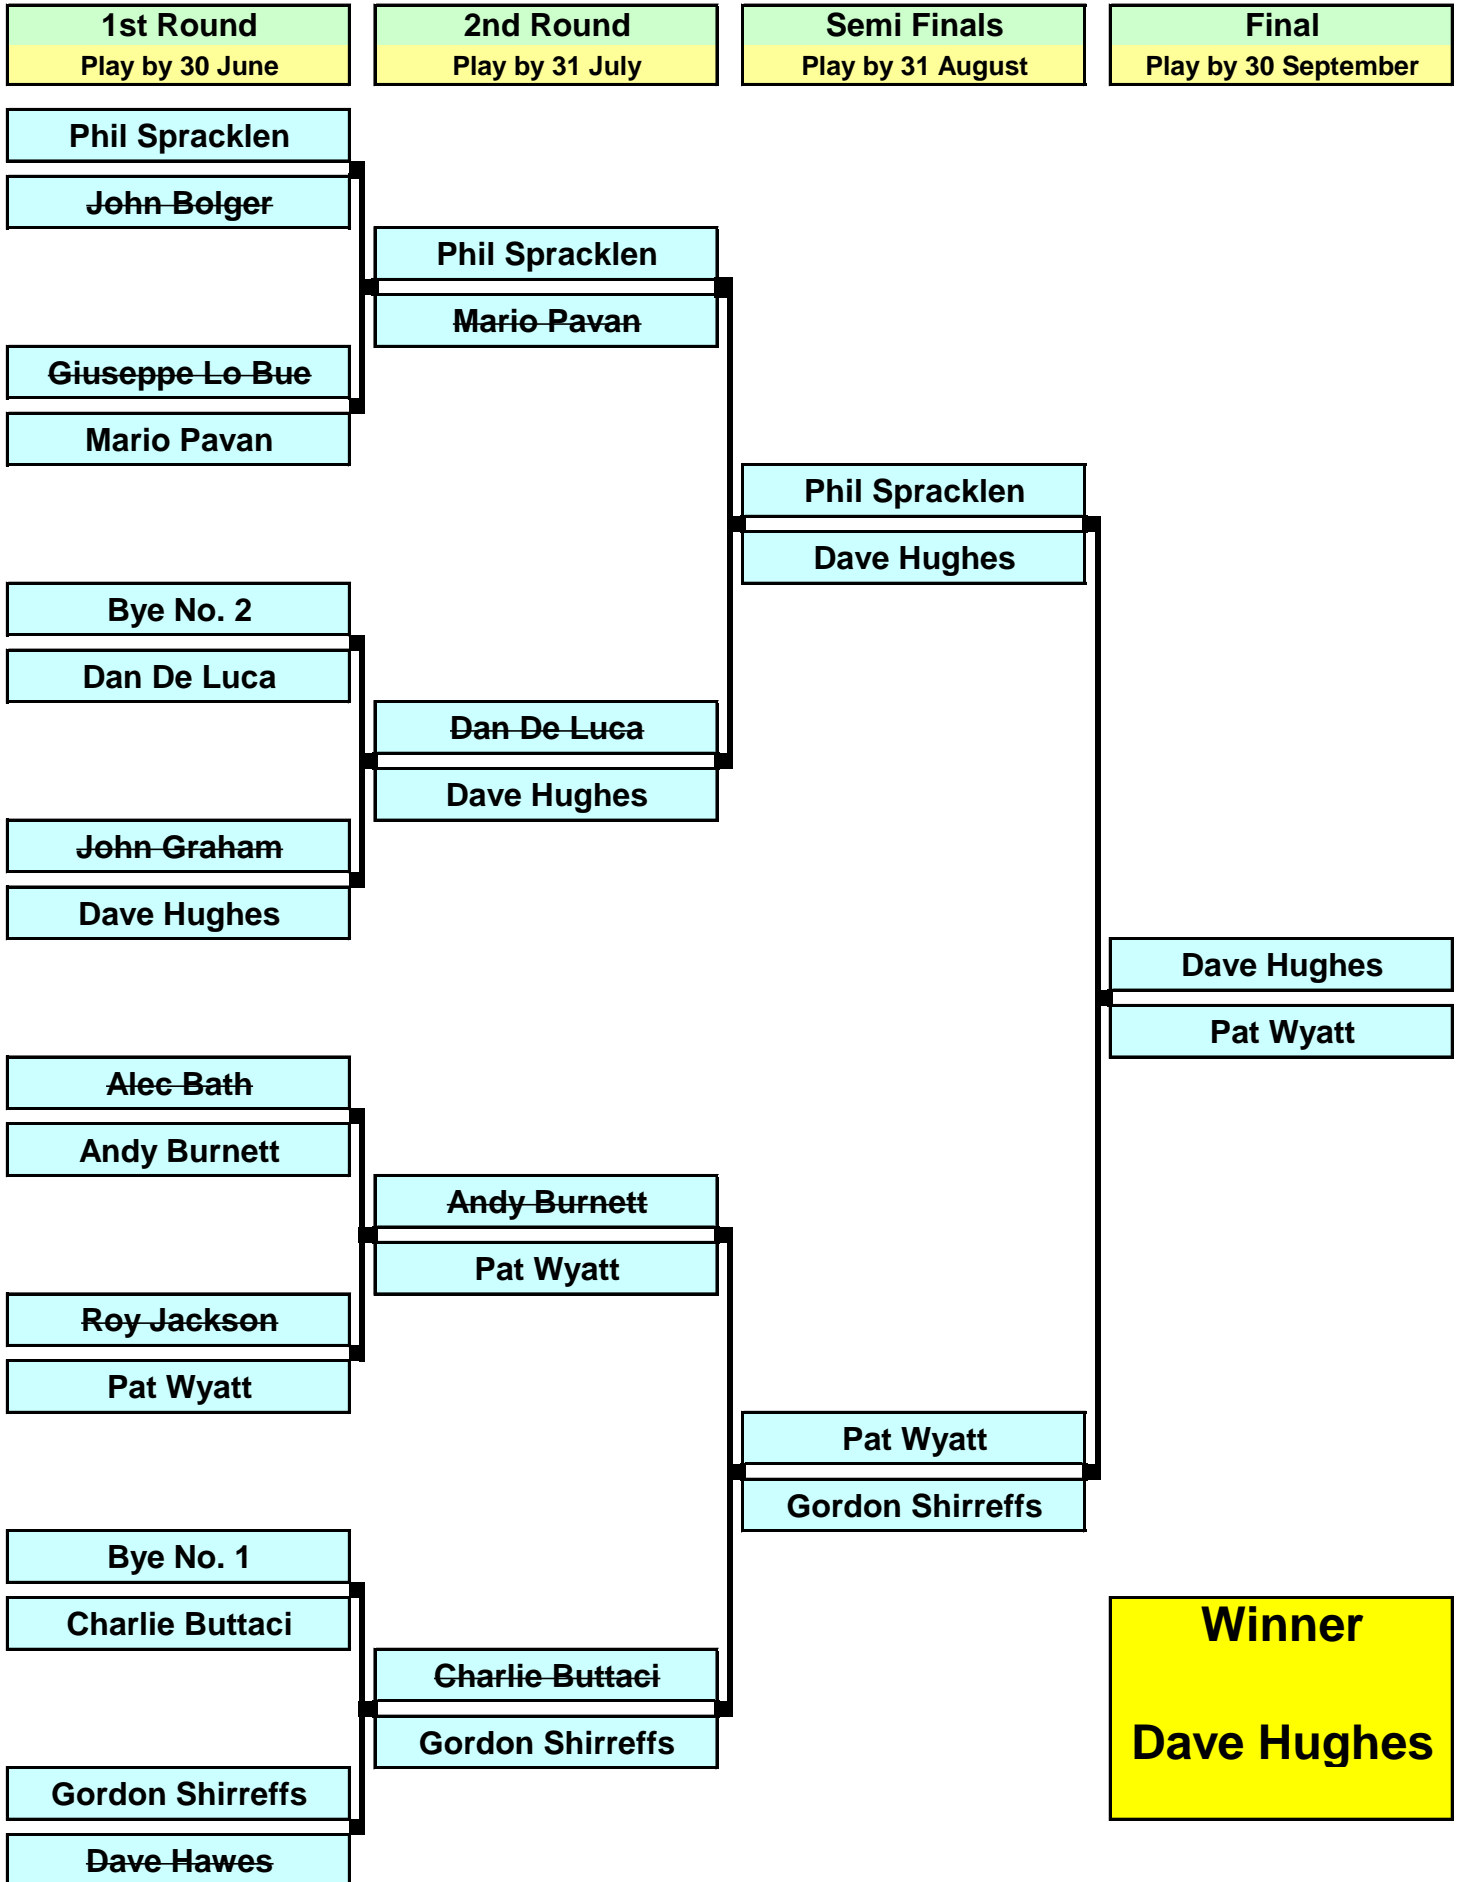 1st Round
Play by 30 June
2nd Round
Play by 31 July
Semi Finals
Play by 31 August
Final
Play by 30 September
Phil Spracklen
John Bolger
Phil Spracklen
Mario Pavan
Giuseppe Lo Bue
Mario Pavan
Phil Spracklen
Dave Hughes
Bye No. 2
Dan De Luca
Dan De Luca
Dave Hughes
John Graham
Dave Hughes
Dave Hughes
Pat Wyatt
Alec Bath
Andy Burnett
Andy Burnett
Pat Wyatt
Roy Jackson
Pat Wyatt
Pat Wyatt
Gordon Shirreffs
Bye No. 1
Charlie Buttaci
Charlie Buttaci
Gordon Shirreffs
Gordon Shirreffs
Dave Hawes
Winner
Dave Hughes